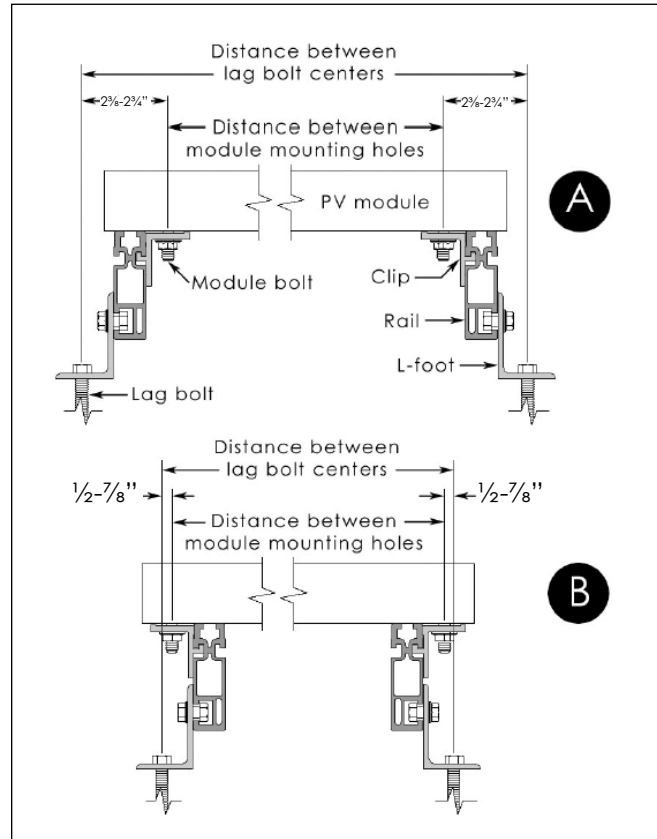 Distance between
lag bolt centers
2⅜-2¾”
2⅜-2¾”
Distance between
module mounting holes
PV module
A
Module bolt
Clip
Rail
L-foot
Lag bolt
Distance between
lag bolt centers
½-⅞”
½-⅞”
Distance between
module mounting holes
B